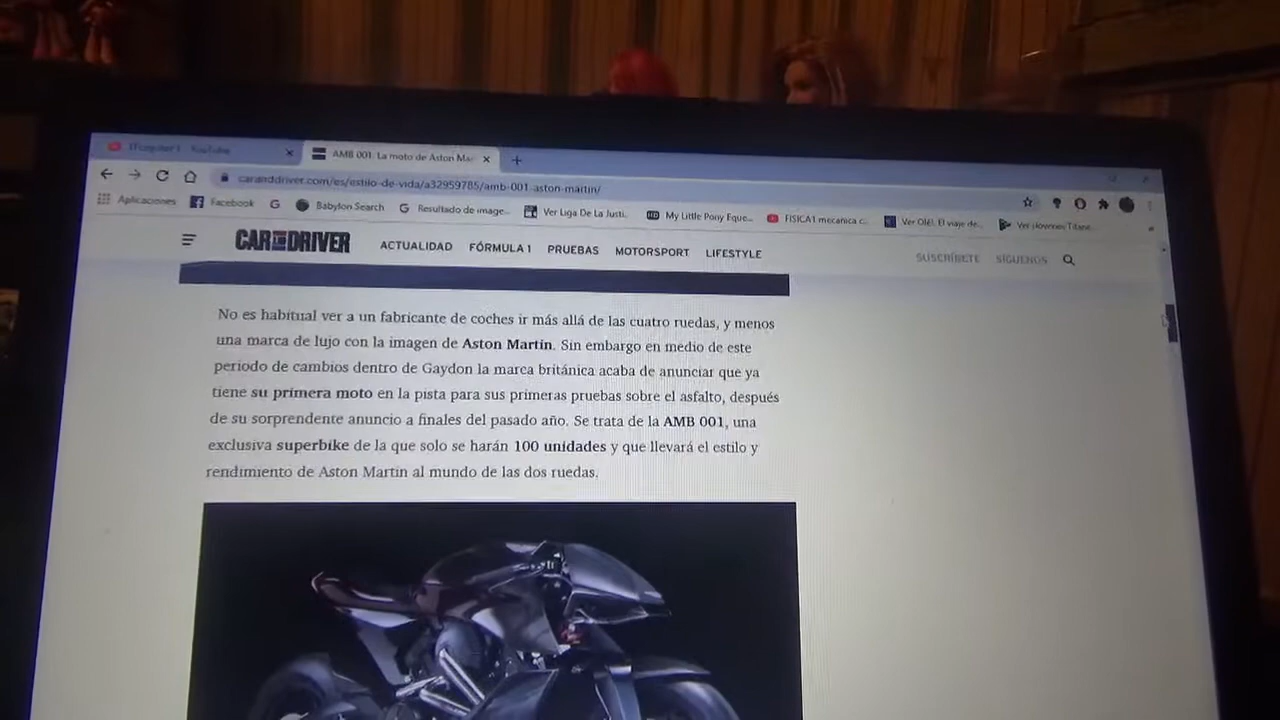 YouTube
AMB 001: La moto de Aston Mar
caranddriver.com/es/estilo-de-vida/a32959785/amb-001-aston-martin/
Aplicaciones Facebook Babylon Search Resultado de image... Ver Liga De La Justi... My Little Pony Eque... FISICA1 mecanica c... Ver Olé!. El viaje de...
CAR AND DRIVER ACTUALIDAD FÓRMULA 1 PRUEBAS MOTORSPORT LIFESTYLE SUSCRÍBETE SÍGUENOS
No es habitual ver a un fabricante de coches ir más allá de las cuatro ruedas, y menos
una marca de lujo con la imagen de Aston Martin. Sin embargo en medio de este
periodo de cambios dentro de Gaydon la marca británica acaba de anunciar que ya
tiene su primera moto en la pista para sus primeras pruebas sobre el asfalto, después
de su sorprendente anuncio a finales del pasado año. Se trata de la AMB 001, una
exclusiva superbike de la que solo se harán 100 unidades y que llevará el estilo y
rendimiento de Aston Martin al mundo de las dos ruedas.